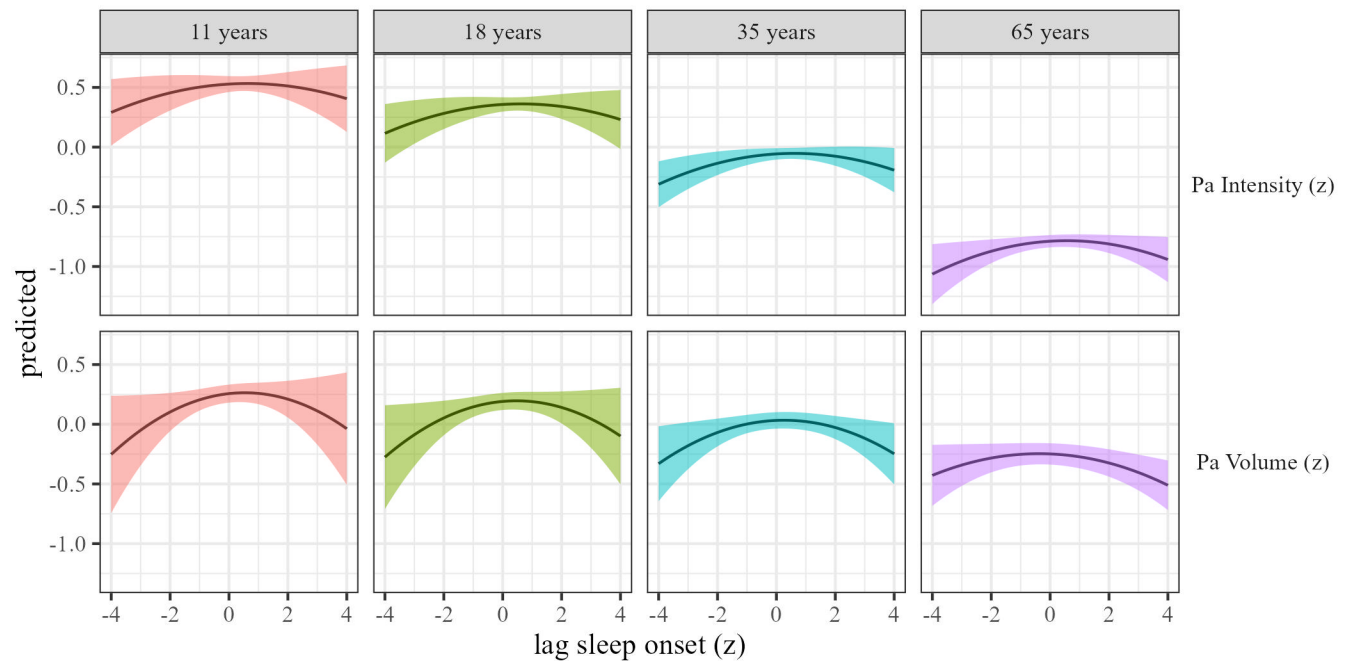 11 years
18 years
35 years
65 years
predicted
0.5
0.0
-0.5
-1.0
Pa Intensity (z)
0.5
0.0
-0.5
-1.0
Pa Volume (z)
-4 -2 0 2 4
-4 -2 0 2 4
-4 -2 0 2 4
-4 -2 0 2 4
lag sleep onset (z)